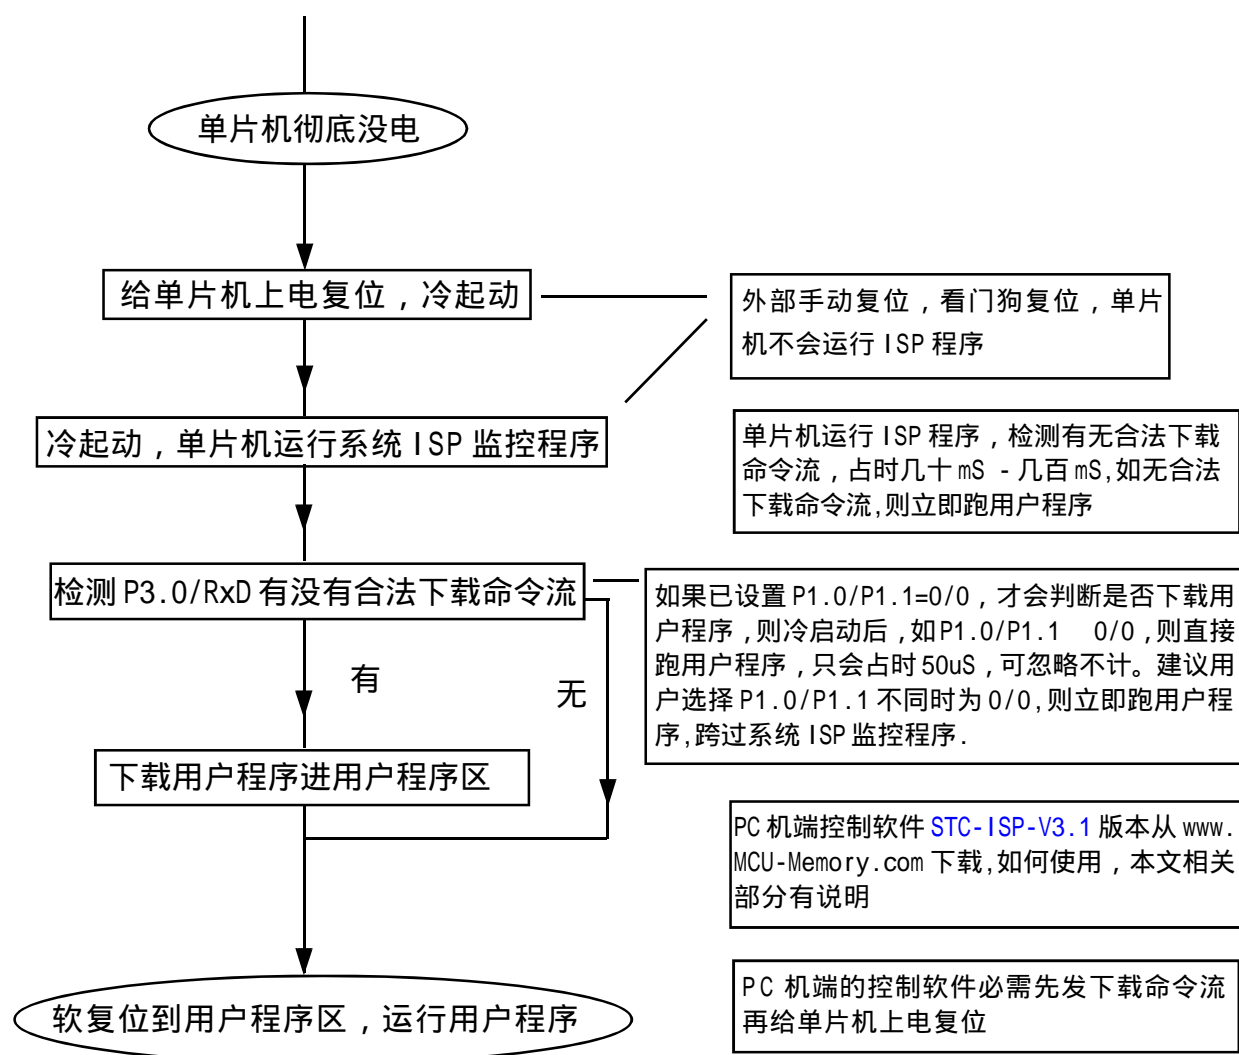 单片机彻底没电
给单片机上电复位，冷起动
外部手动复位，看门狗复位，单片
机不会运行 ISP 程序
冷起动，单片机运行系统 ISP 监控程序
单片机运行 ISP 程序，检测有无合法下载
命令流，占时几十 mS - 几百 mS,如无合法
下载命令流,则立即跑用户程序
检测 P3.0/RxD 有没有合法下载命令流
如果已设置 P1.0/P1.1=0/0，才会判断是否下载用
户程序，则冷启动后，如P1.0/P1.1 0/0，则直接
跑用户程序，只会占时 50uS，可忽略不计。建议用
户选择 P1.0/P1.1 不同时为 0/0,则立即跑用户程
序,跨过系统 ISP 监控程序.
有
无
下载用户程序进用户程序区
PC 机端控制软件 STC-ISP-V3.1 版本从 www.
MCU-Memory.com 下载,如何使用，本文相关
部分有说明
PC 机端的控制软件必需先发下载命令流
再给单片机上电复位
软复位到用户程序区，运行用户程序